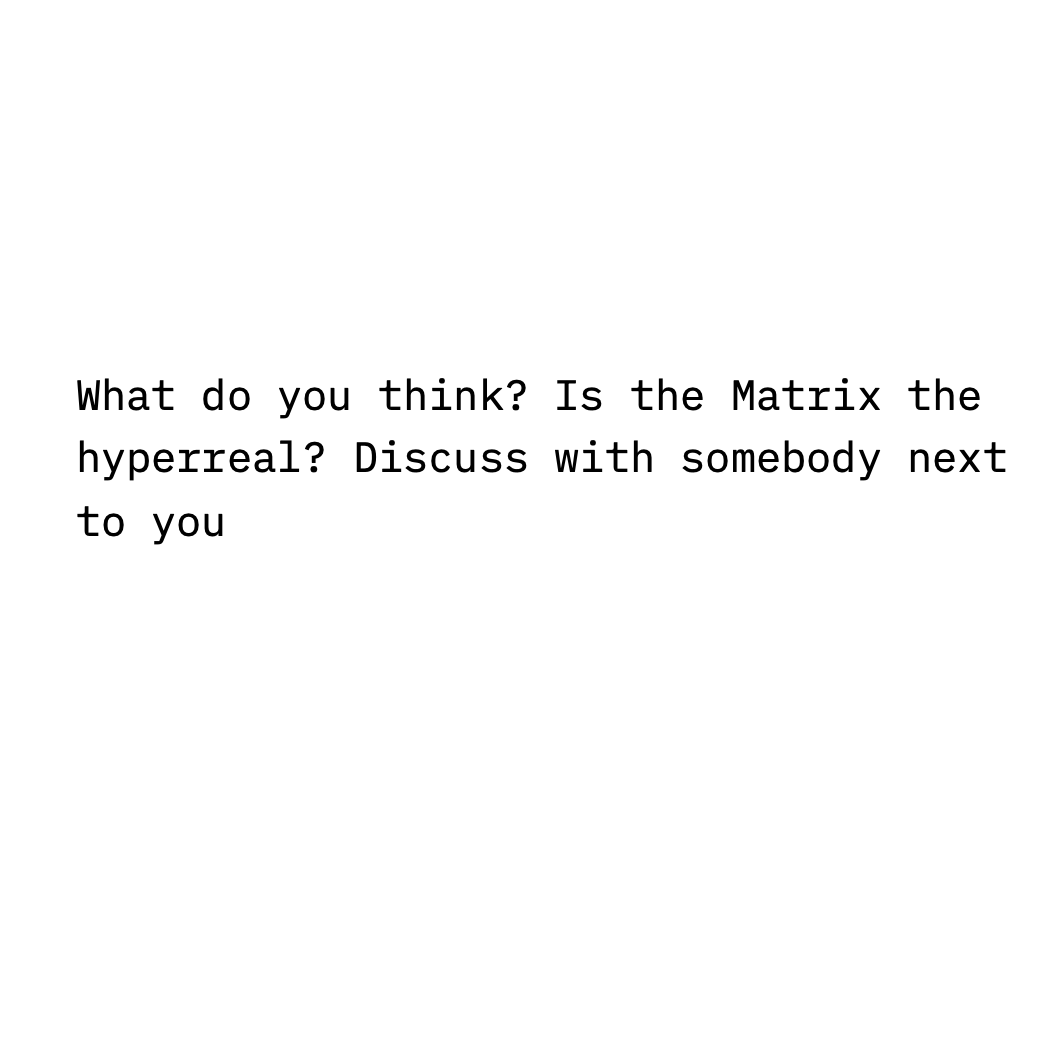 What do you think? Is the Matrix the
hyperreal? Discuss with somebody next
to you